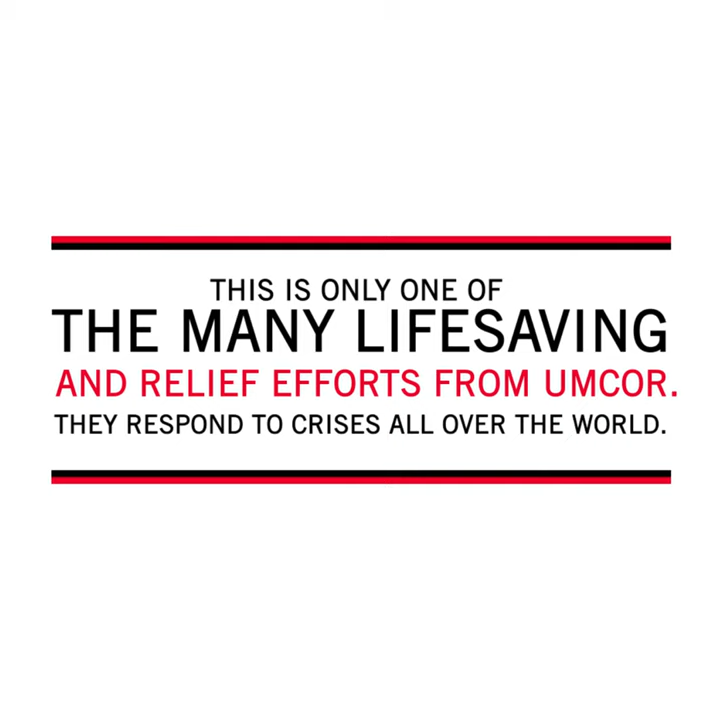 THIS IS ONLY ONE OF
THE MANY LIFESAVING
AND RELIEF EFFORTS FROM UMCOR.
THEY RESPOND TO CRISES ALL OVER THE WORLD.